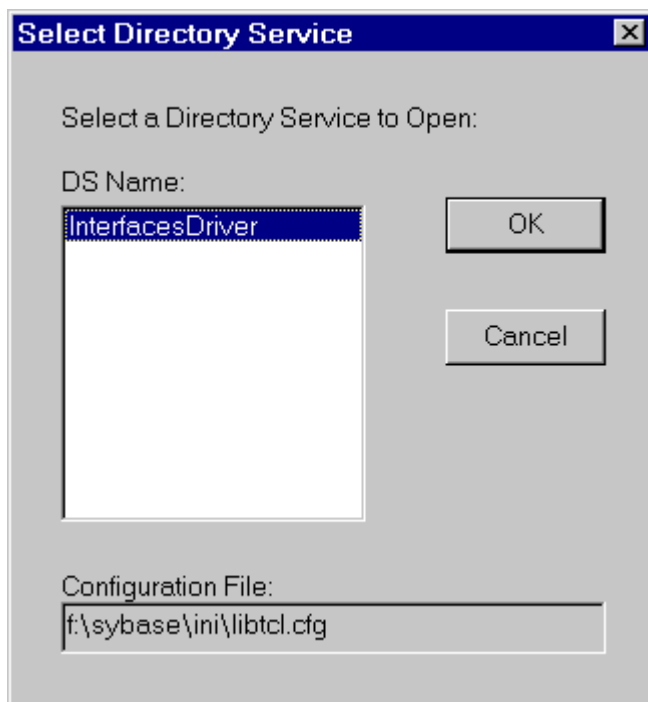 Select Directory Service
Select a Directory Service to Open:
DS Name:
InterfacesDriver
OK
Cancel
Configuration File:
f:\sybase\ini\libtcl.cfg